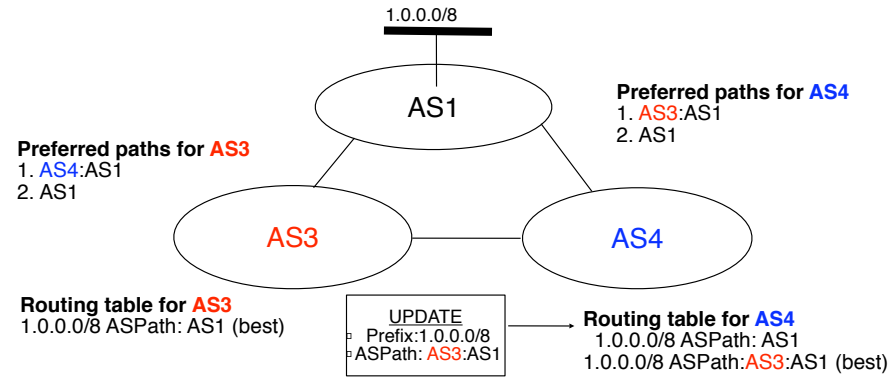 1.0.0.0/8
AS1
Preferred paths for AS4
1. AS3:AS1
2. AS1
Preferred paths for AS3
1. AS4:AS1
2. AS1
AS3
AS4
Routing table for AS3
1.0.0.0/8 ASPath: AS1 (best)
UPDATE
Prefix:1.0.0.0/8
ASPath: AS3:AS1
Routing table for AS4
1.0.0.0/8 ASPath: AS1
1.0.0.0/8 ASPath:AS3:AS1 (best)